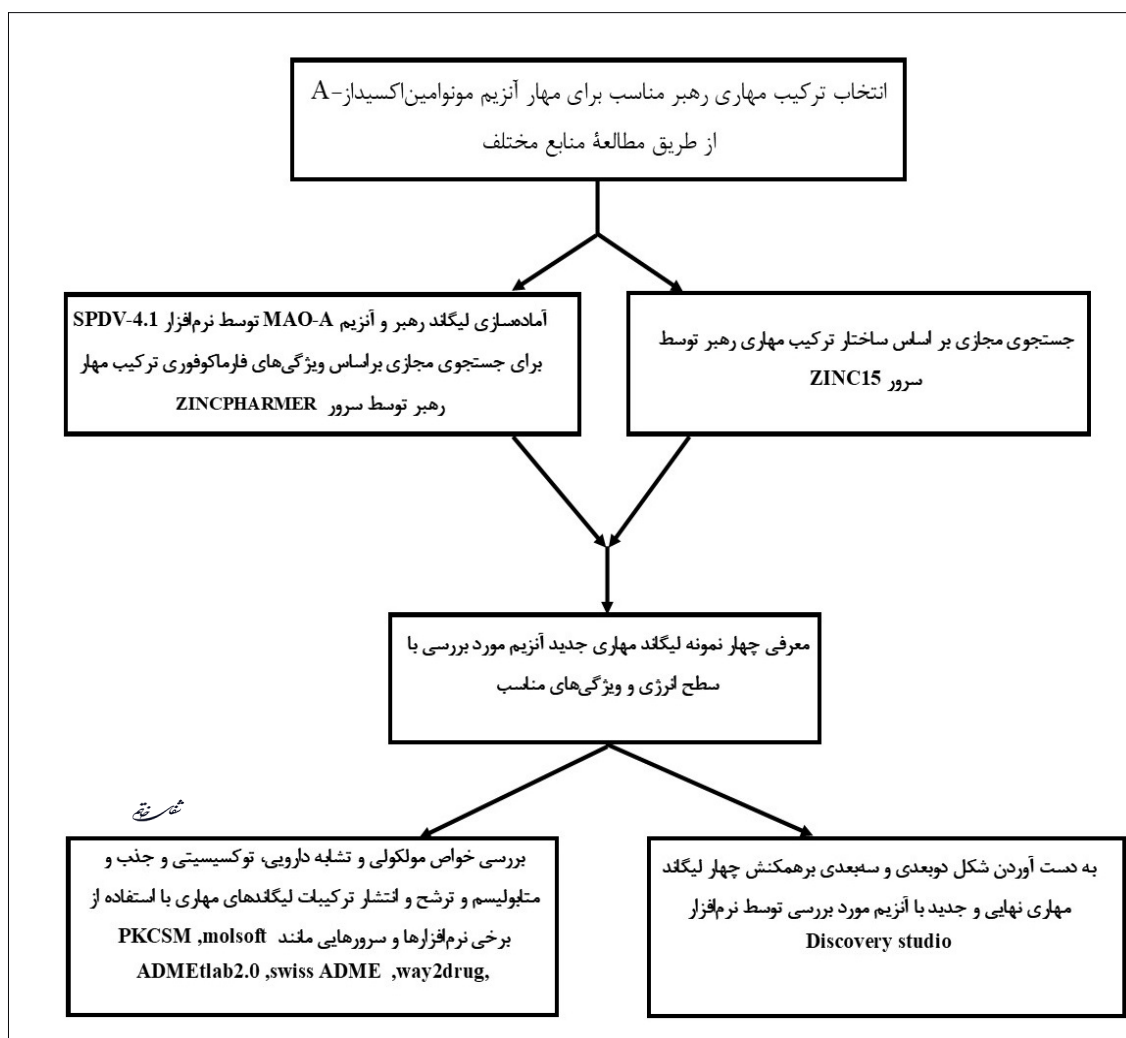 انتخاب ترکیب مهاری رهبر مناسب برای مهار آنزیم مونوامین‌اکسیداز-A
از طریق مطالعهٔ منابع مختلف
جستجوی مجازی بر اساس ساختار ترکیب مهاری رهبر توسط
سرور ZINC15
آماده‌سازی لیگاند رهبر و آنزیم MAO-A توسط نرم‌افزار SPDV-4.1
برای جستجوی مجازی براساس ویژگی‌های فارماکوفوری ترکیب مهار
رهبر توسط سرور ZINCPHARMER
معرفی چهار نمونه لیگاند مهاری جدید آنزیم مورد بررسی با
سطح انرژی و ویژگی‌های مناسب
به دست آوردن شکل دوبعدی و سه‌بعدی برهمکنش چهار لیگاند
مهاری نهایی و جدید با آنزیم مورد بررسی توسط نرم‌افزار
Discovery studio
شفای خاتم
بررسی خواص مولکولی و تشابه دارویی، توکسیسیتی و جذب و
متابولیسم و ترشح و انتشار ترکیبات لیگاندهای مهاری با استفاده از
برخی نرم‌افزارها و سرورهایی مانند PKCSM ,molsoft
ADMEtlab2.0 ,swiss ADME ,way2drug,